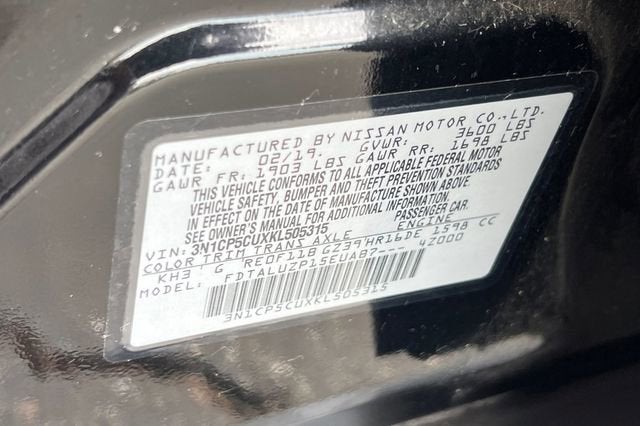 MANUFACTURED BY NISSAN MOTOR CO.,LTD.
DATE: 02/19. GVWR: 3600 LBS
GAWR FR: 1903 LBS GAWR RR: 1698 LBS
THIS VEHICLE CONFORMS TO ALL APPLICABLE FEDERAL MOTOR
VEHICLE SAFETY, BUMPER AND THEFT PREVENTION STANDARDS
IN EFFECT ON THE DATE OF MANUFACTURE SHOWN ABOVE.
SEE OWNER'S MANUAL FOR ADDITIONAL INFORMATION.
VIN: 3N1CP5CUXKL505315 PASSENGER CAR
COLOR TRIM TRANS AXLE ENGINE
KH3 G RE0F11B GZ39 HR16DE 1598 CC
MODEL: FDTALUZP15EUAB7--- 4Z000
3N1CP5CUXKL505315